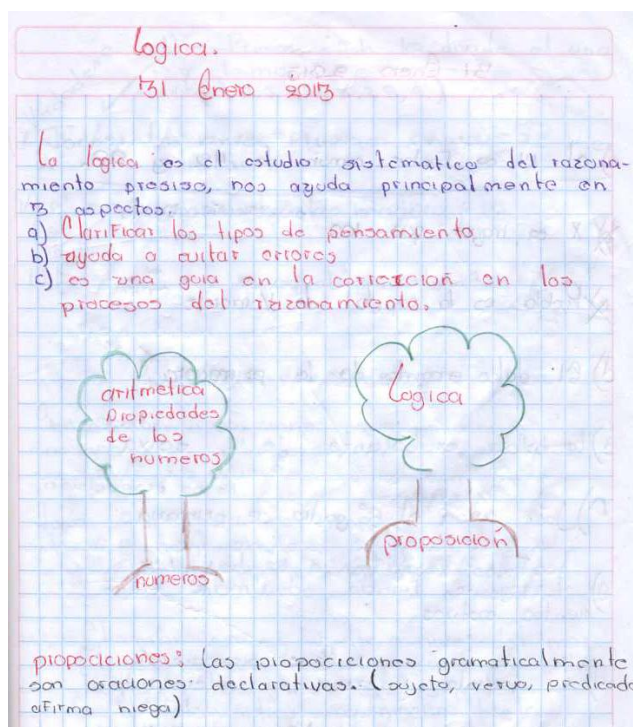 Logica.
31 Enero 2013
La logica es el estudio sistematico del razona-
miento presiso, nos ayuda principalmente en
3 aspectos.
a) Clarificar los tipos de pensamiento
b) ayuda a evitar errores
c) es una guia en la correcion en los
procesos del razonamiento.
aritmetica
Propiedades
de los
numeros
numeros
Logica
proposición
propociciones: Las propociciones gramaticalmente
son oraciones declarativas. (sujeto, vervo, predicado
afirma niega)